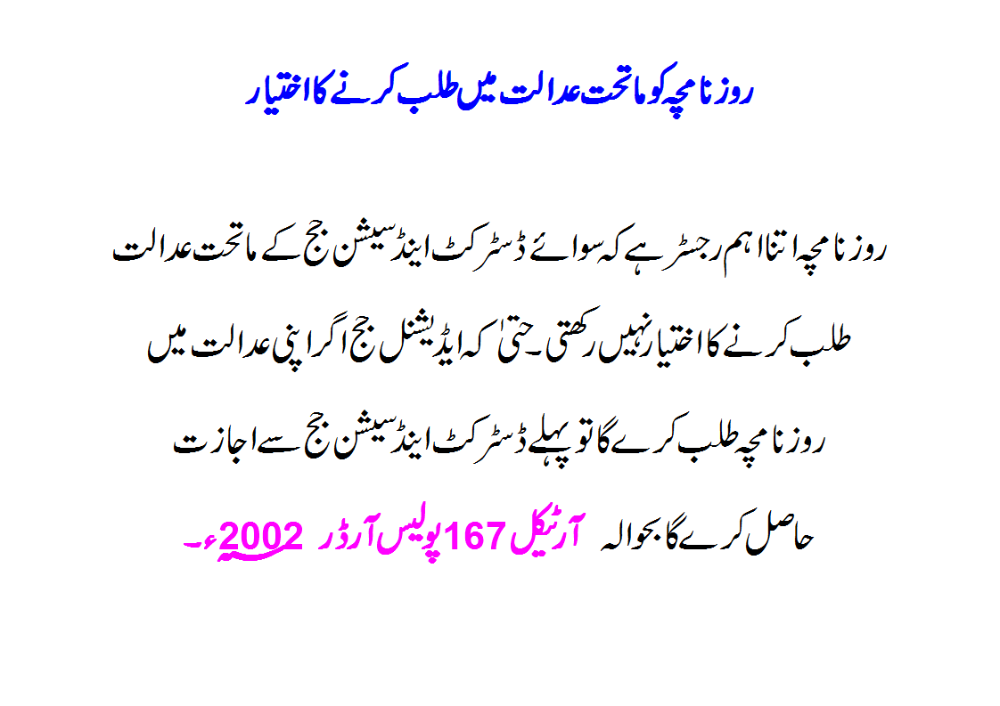 روزنامچہ کو ماتحت عدالت میں طلب کرنے کا اختیار
روزنامچہ اتنا اہم رجسٹر ہے کہ سوائے ڈسٹرکٹ اینڈ سیشن جج کے ماتحت عدالت
طلب کرنے کا اختیار نہیں رکھتی۔ حتیٰ کہ ایڈیشنل جج اگر اپنی عدالت میں
روزنامچہ طلب کرے گا تو پہلے ڈسٹرکٹ اینڈ سیشن جج سے اجازت
حاصل کرے گا بحوالہ آرٹیکل 167 پولیس آرڈر 2002؁ء۔